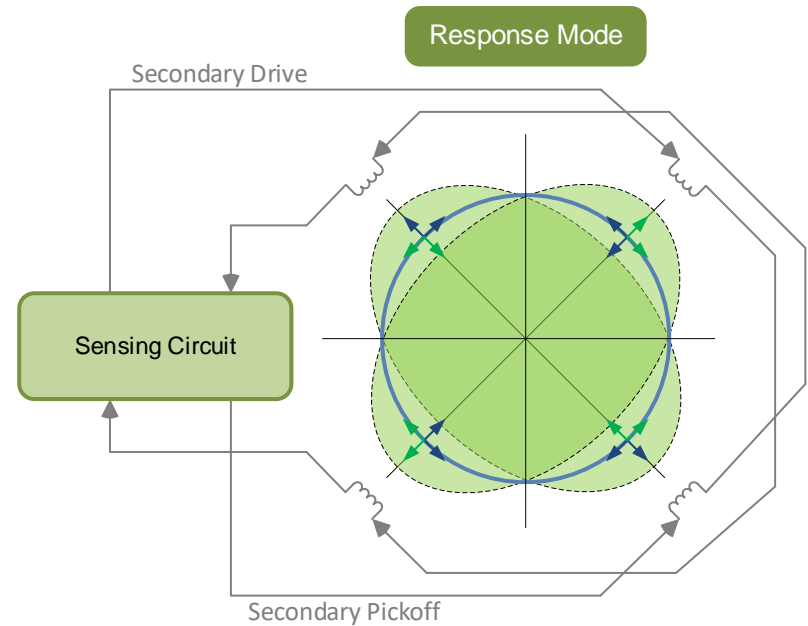 Response Mode
Secondary Drive
Sensing Circuit
Secondary Pickoff